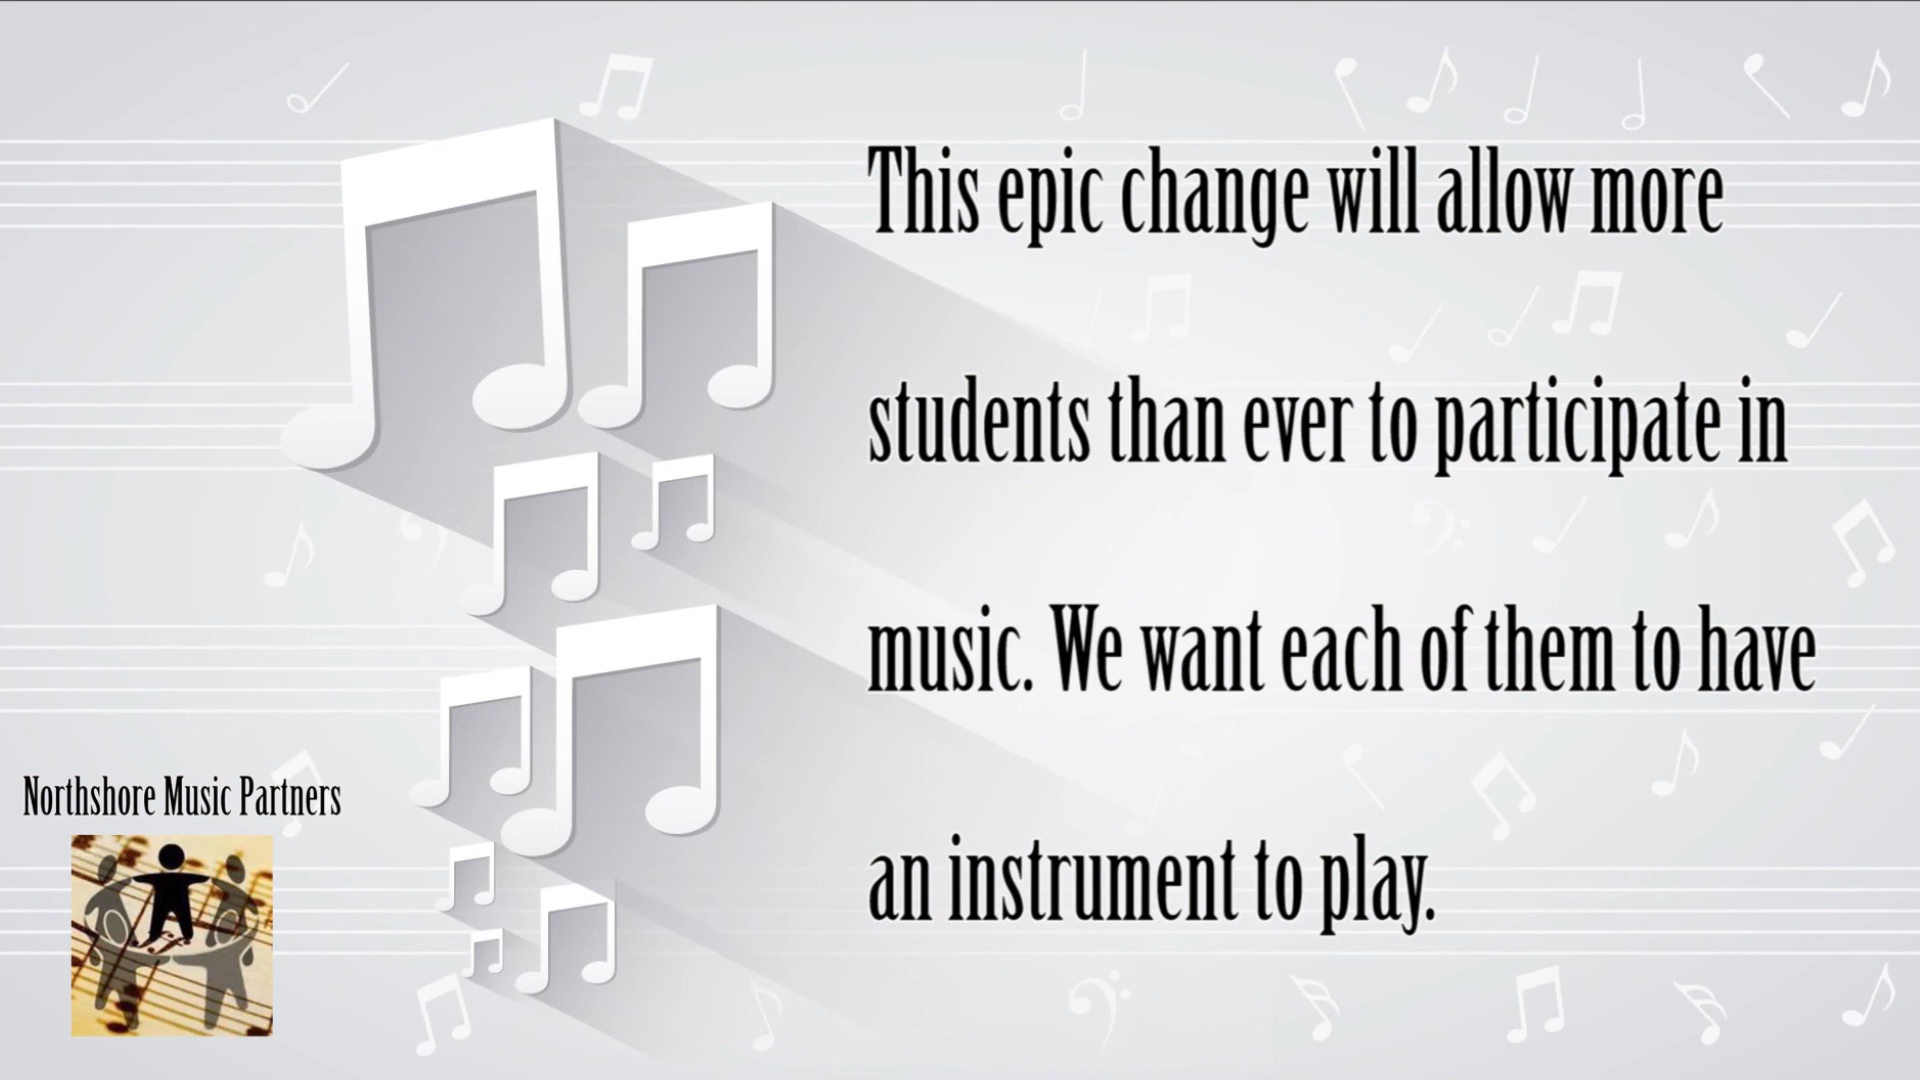 This epic change will allow more
students than ever to participate in
music. We want each of them to have
an instrument to play.
Northshore Music Partners